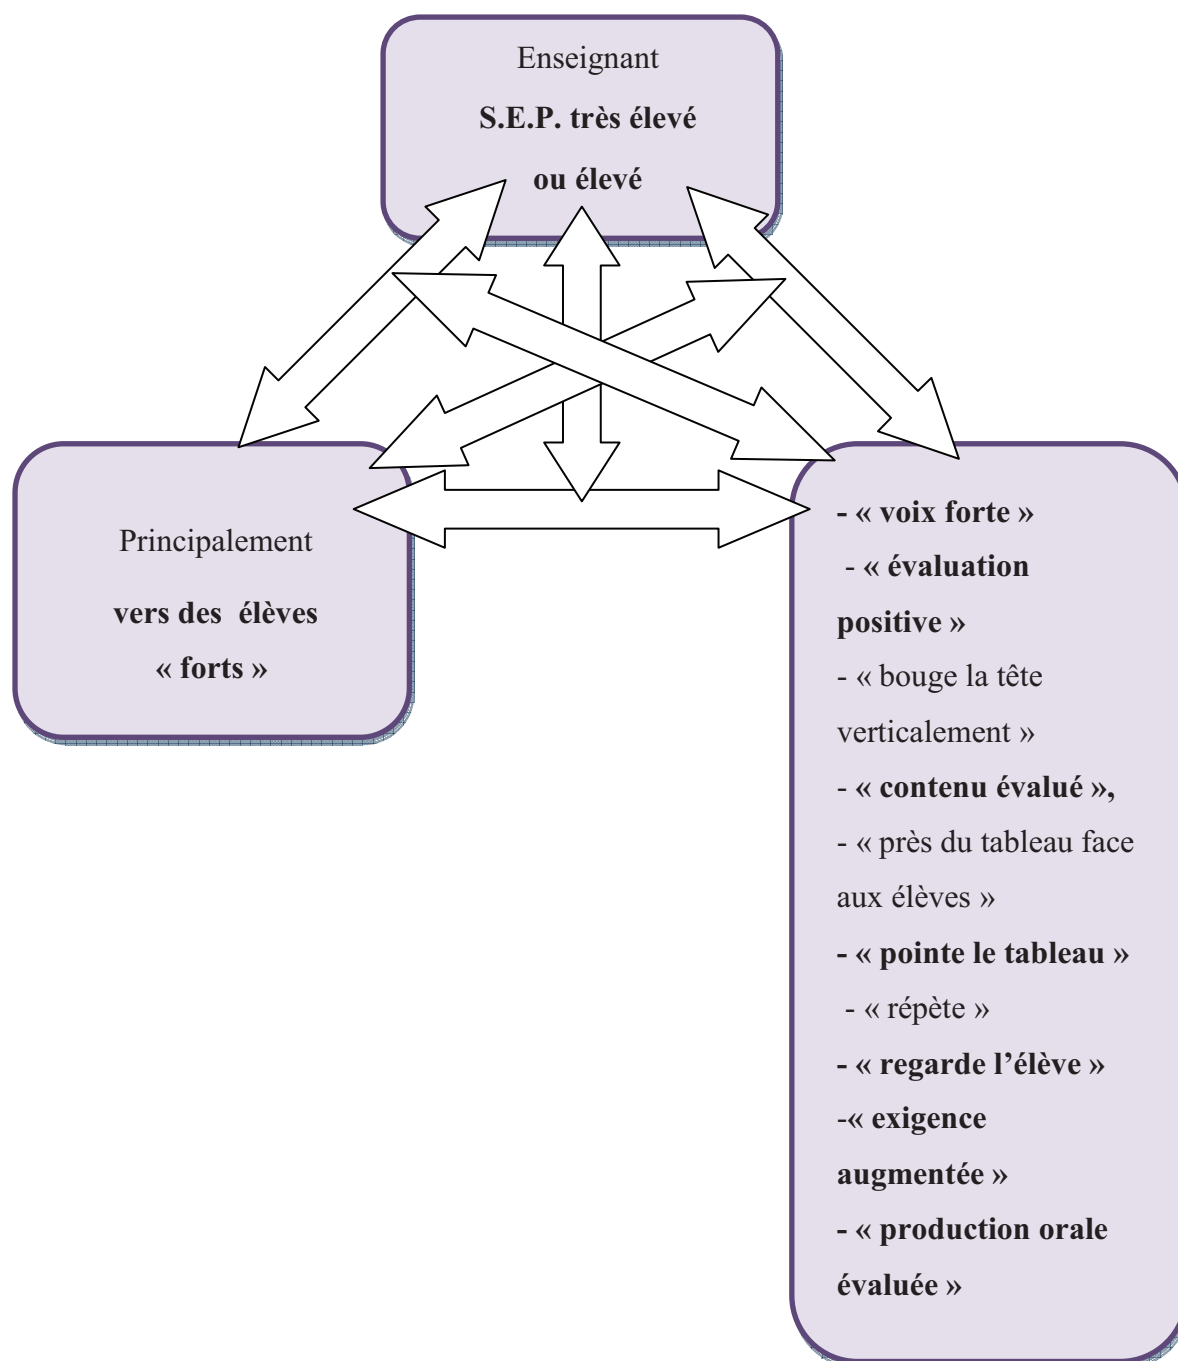 Enseignant
S.E.P. très élevé
ou élevé
Principalement
vers des élèves
« forts »
- « voix forte »
- « évaluation
positive »
- « bouge la tête
verticalement »
- « contenu évalué »,
- « près du tableau face
aux élèves »
- « pointe le tableau »
- « répète »
- « regarde l’élève »
-« exigence
augmentée »
- « production orale
évaluée »